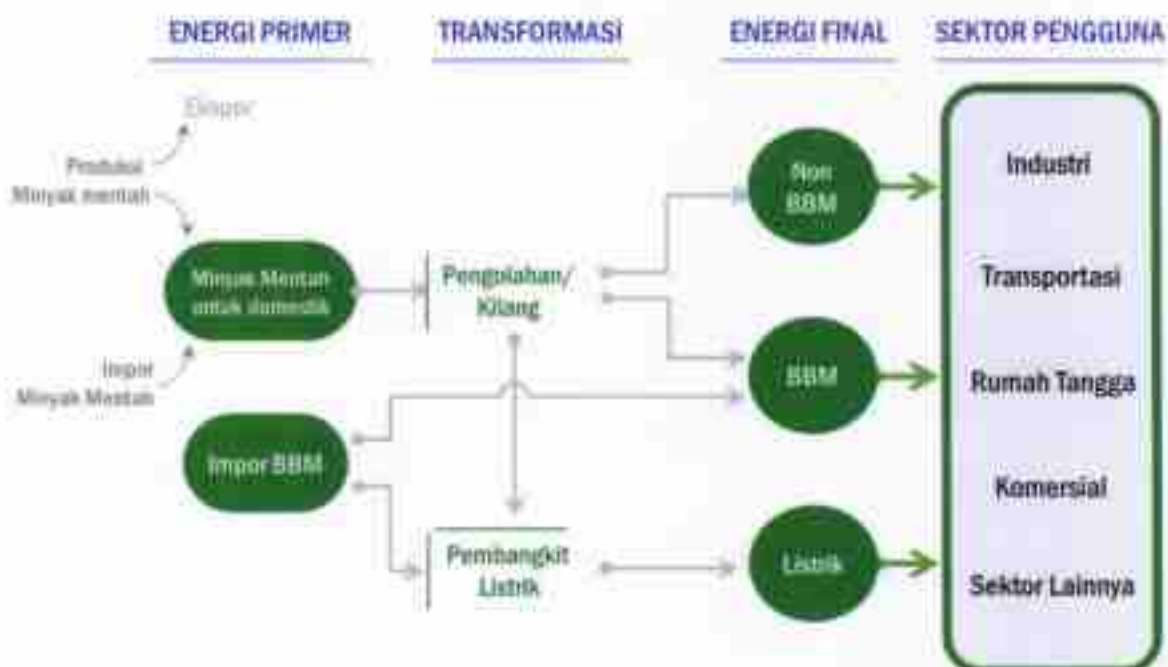 ENERGI PRIMER
TRANSFORMASI
ENERGI FINAL
SEKTOR PENGGUNA
Ekspor
Produksi
Minyak mentah
Minyak Mentah
untuk domestik
Impor
Minyak Mentah
Impor BBM
Pengolahan/
Kilang
Pembangkit
Listrik
Non
BBM
BBM
Listrik
Industri
Transportasi
Rumah Tangga
Komersial
Sektor Lainnya